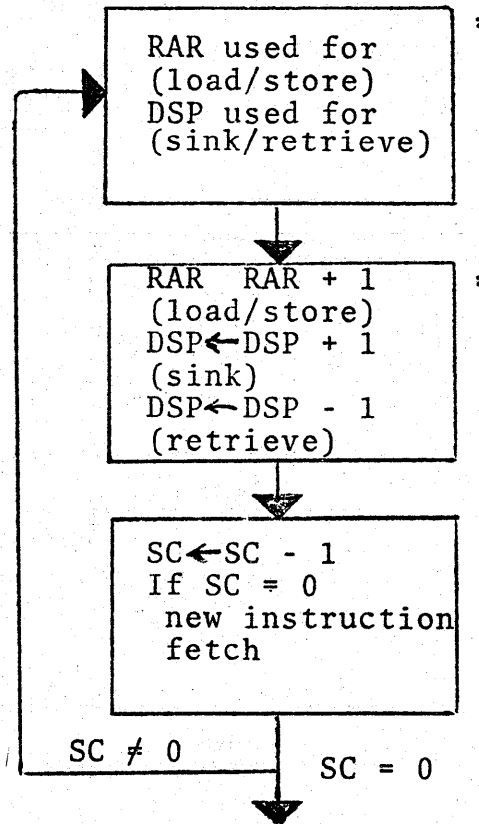 RAR used for
(load/store)
DSP used for
(sink/retrieve)
RAR RAR + 1
(load/store)
DSP←DSP + 1
(sink)
DSP←DSP - 1
(retrieve)
SC←SC - 1
If SC = 0
new instruction
fetch
SC ≠ 0
SC = 0